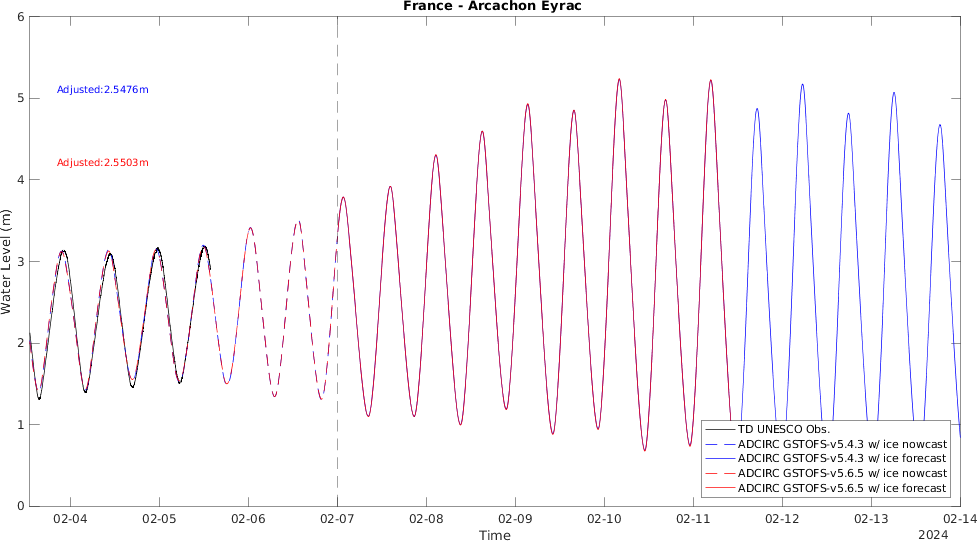 France - Arcachon Eyrac
6
5
4
3
2
1
0
Water Level (m)
Adjusted:2.5476m
Adjusted:2.5503m
TD UNESCO Obs.
ADCIRC GSTOFS-v5.4.3 w/ ice nowcast
ADCIRC GSTOFS-v5.4.3 w/ ice forecast
ADCIRC GSTOFS-v5.6.5 w/ ice nowcast
ADCIRC GSTOFS-v5.6.5 w/ ice forecast
02-04 02-05 02-06 02-07 02-08 02-09 02-10 02-11 02-12 02-13 02-14
Time
2024